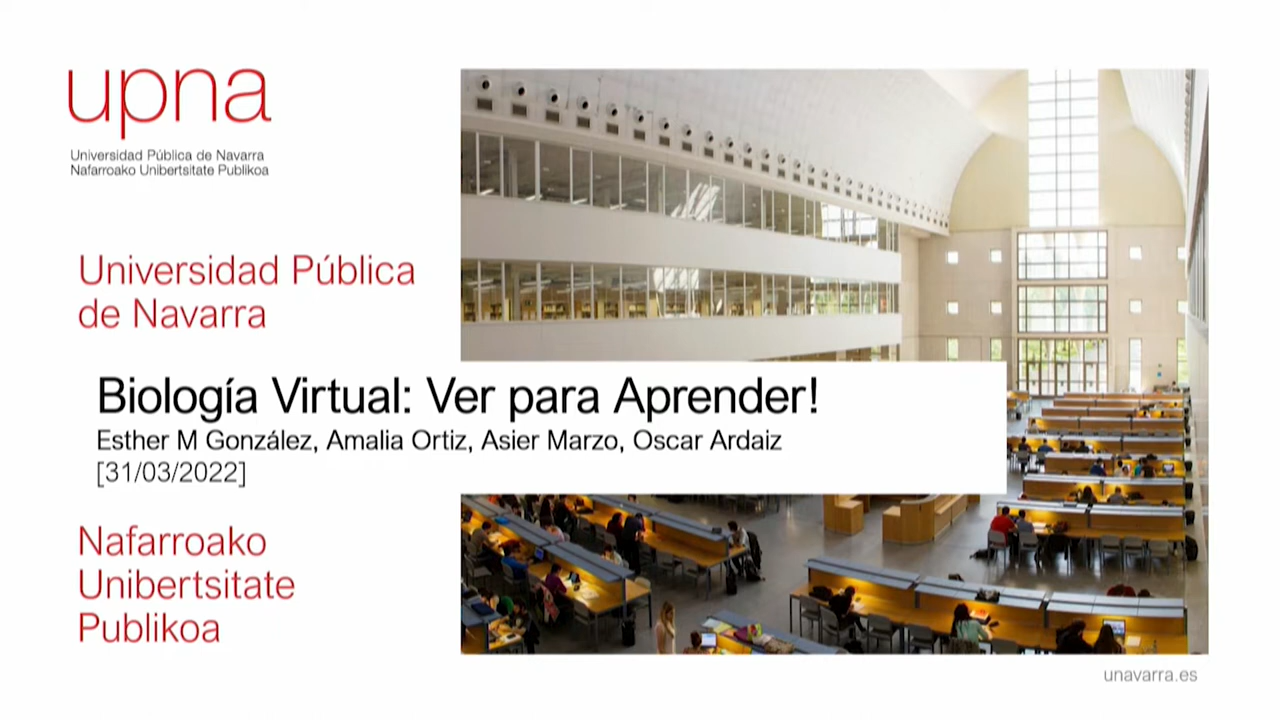 upna
Universidad Pública de Navarra
Nafarroako Unibertsitate Publikoa
Universidad Pública
de Navarra
Biología Virtual: Ver para Aprender!
Esther M González, Amalia Ortiz, Asier Marzo, Oscar Ardaiz
[31/03/2022]
Nafarroako
Unibertsitate
Publikoa
unavarra.es